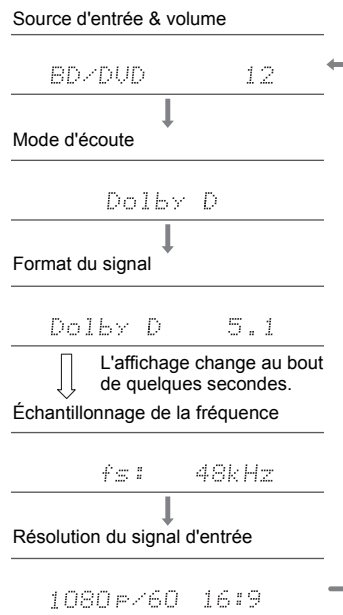 Source d'entrée & volume
BD/DVD 12
Mode d'écoute
Dolby D
Format du signal
Dolby D 5.1
L'affichage change au bout
de quelques secondes.
Échantillonnage de la fréquence
fs: 48kHz
Résolution du signal d'entrée
1080p/60 16:9